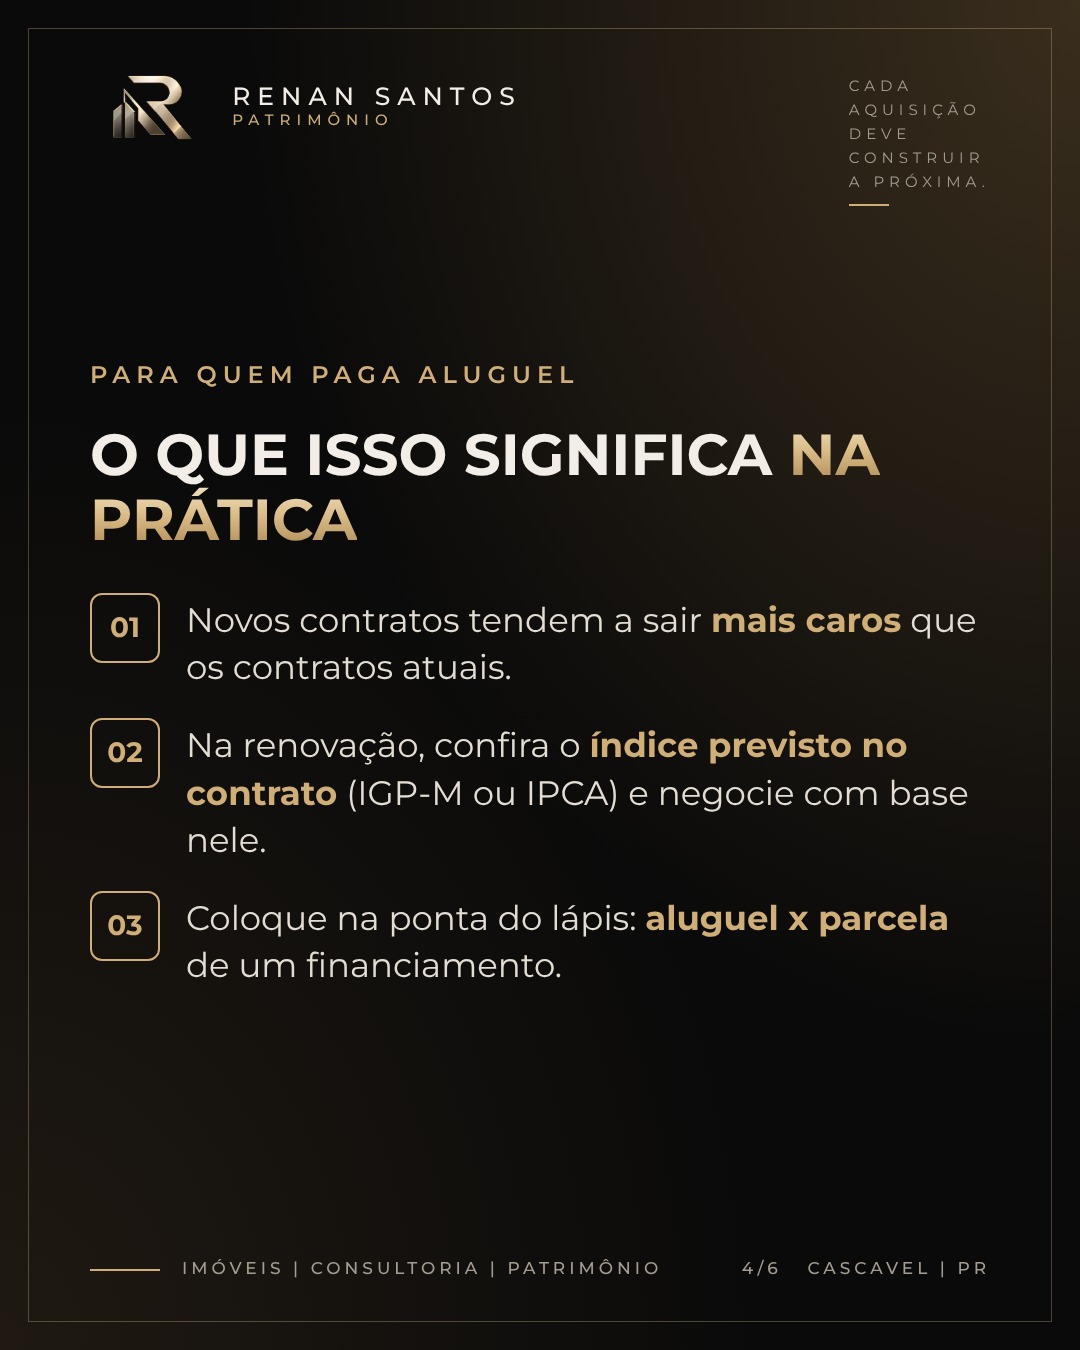 RENAN SANTOS
PATRIMÔNIO
CADA
AQUISIÇÃO
DEVE
CONSTRUIR
A PRÓXIMA.
PARA QUEM PAGA ALUGUEL
O QUE ISSO SIGNIFICA NA
PRÁTICA
01
Novos contratos tendem a sair mais caros que
os contratos atuais.
02
Na renovação, confira o índice previsto no
contrato (IGP-M ou IPCA) e negocie com base
nele.
03
Coloque na ponta do lápis: aluguel x parcela
de um financiamento.
IMÓVEIS | CONSULTORIA | PATRIMÔNIO
4/6 CASCAVEL | PR